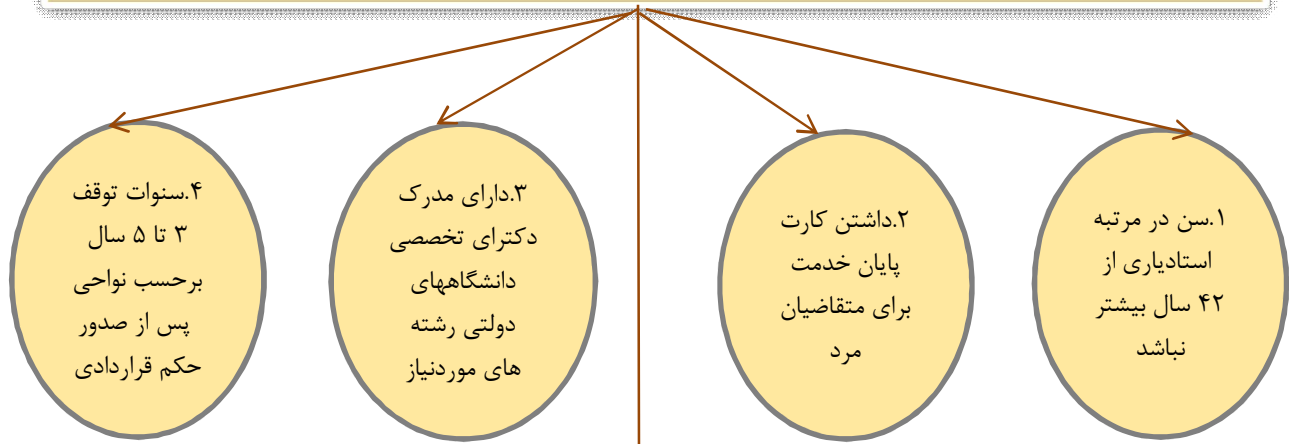 ۱.سن در مرتبه
استادیاری از
۴۲ سال بیشتر
نباشد
۲.داشتن کارت
پایان خدمت
برای متقاضیان
مرد
۳.دارای مدرک
دکترای تخصصی
دانشگاههای
دولتی رشته
های موردنیاز
۴.سنوات توقف
۳ تا ۵ سال
برحسب نواحی
پس از صدور
حکم قراردادی